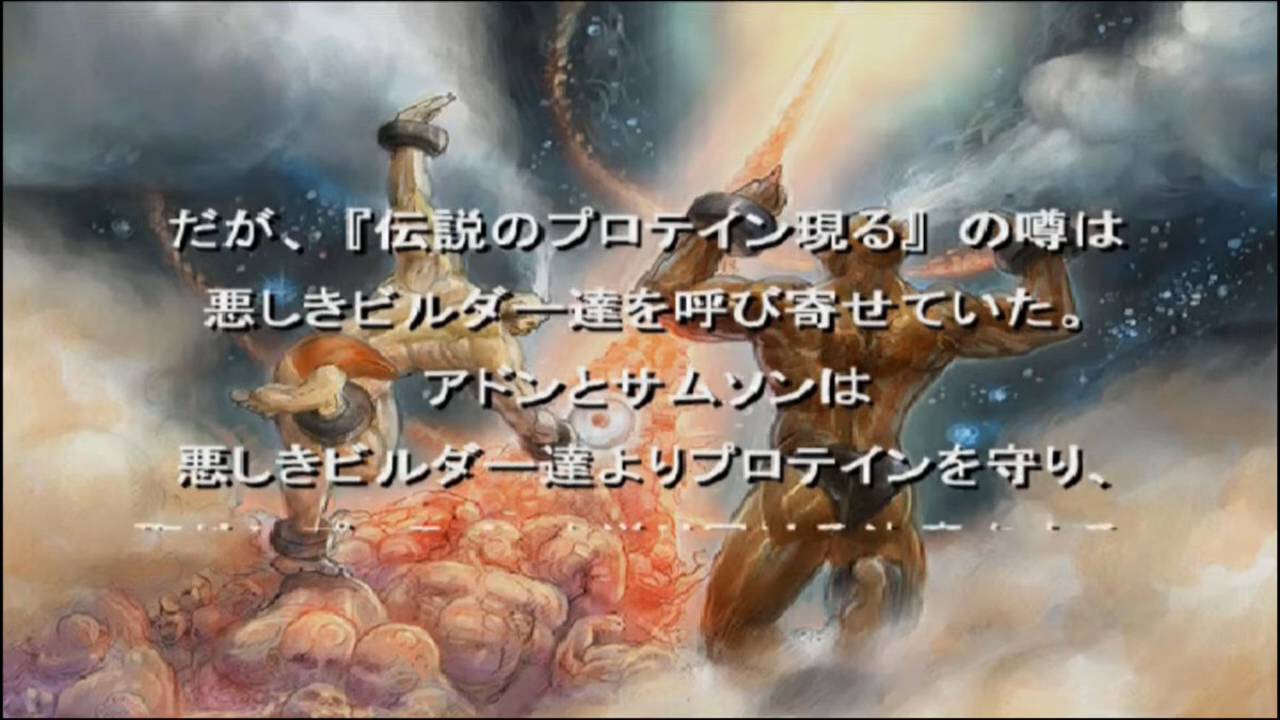 だが、『伝説のプロテイン現る』の噂は
悪しきビルダー達を呼び寄せていた。
アドンとサムソンは
悪しきビルダー達よりプロテインを守り、